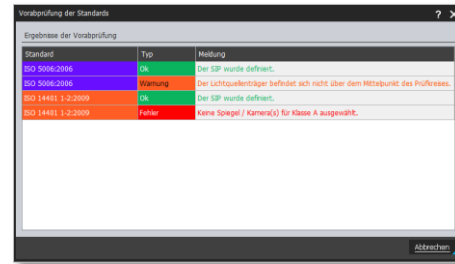 Vorabprüfung der Standards ? X
Ergebnisse der Vorabprüfung
Standard Typ Meldung
ISO 5006:2006 Ok Der SIP wurde definiert.
ISO 5006:2006 Warnung Der Lichtquellenträger befindet sich nicht über dem Mittelpunkt des Prüfkreises.
ISO 14401 1-2:2009 Ok Der SIP wurde definiert.
ISO 14401 1-2:2009 Fehler Keine Spiegel / Kamera(s) für Klasse A ausgewählt.
Abbrechen